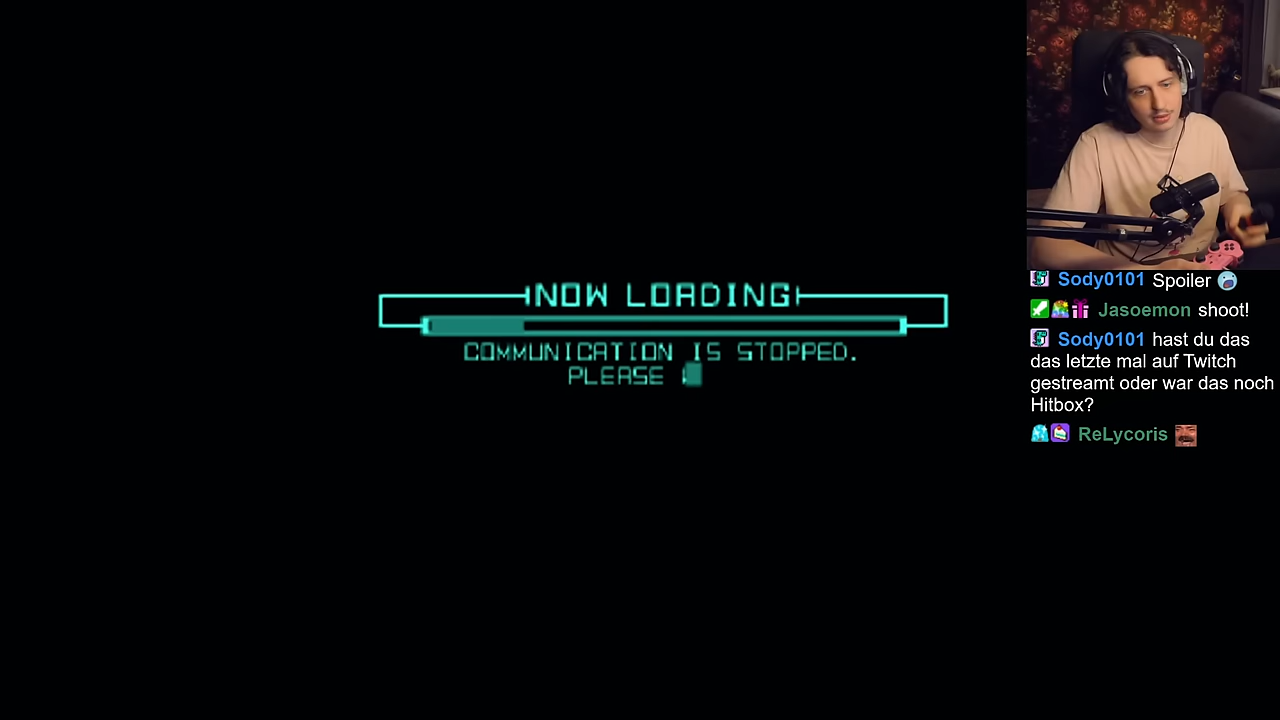 NOW LOADING
COMMUNICATION IS STOPPED.
PLEASE
Sody0101 Spoiler
Jasoemon shoot!
Sody0101 hast du das
das letzte mal auf Twitch
gestreamt oder war das noch
Hitbox?
ReLycoris